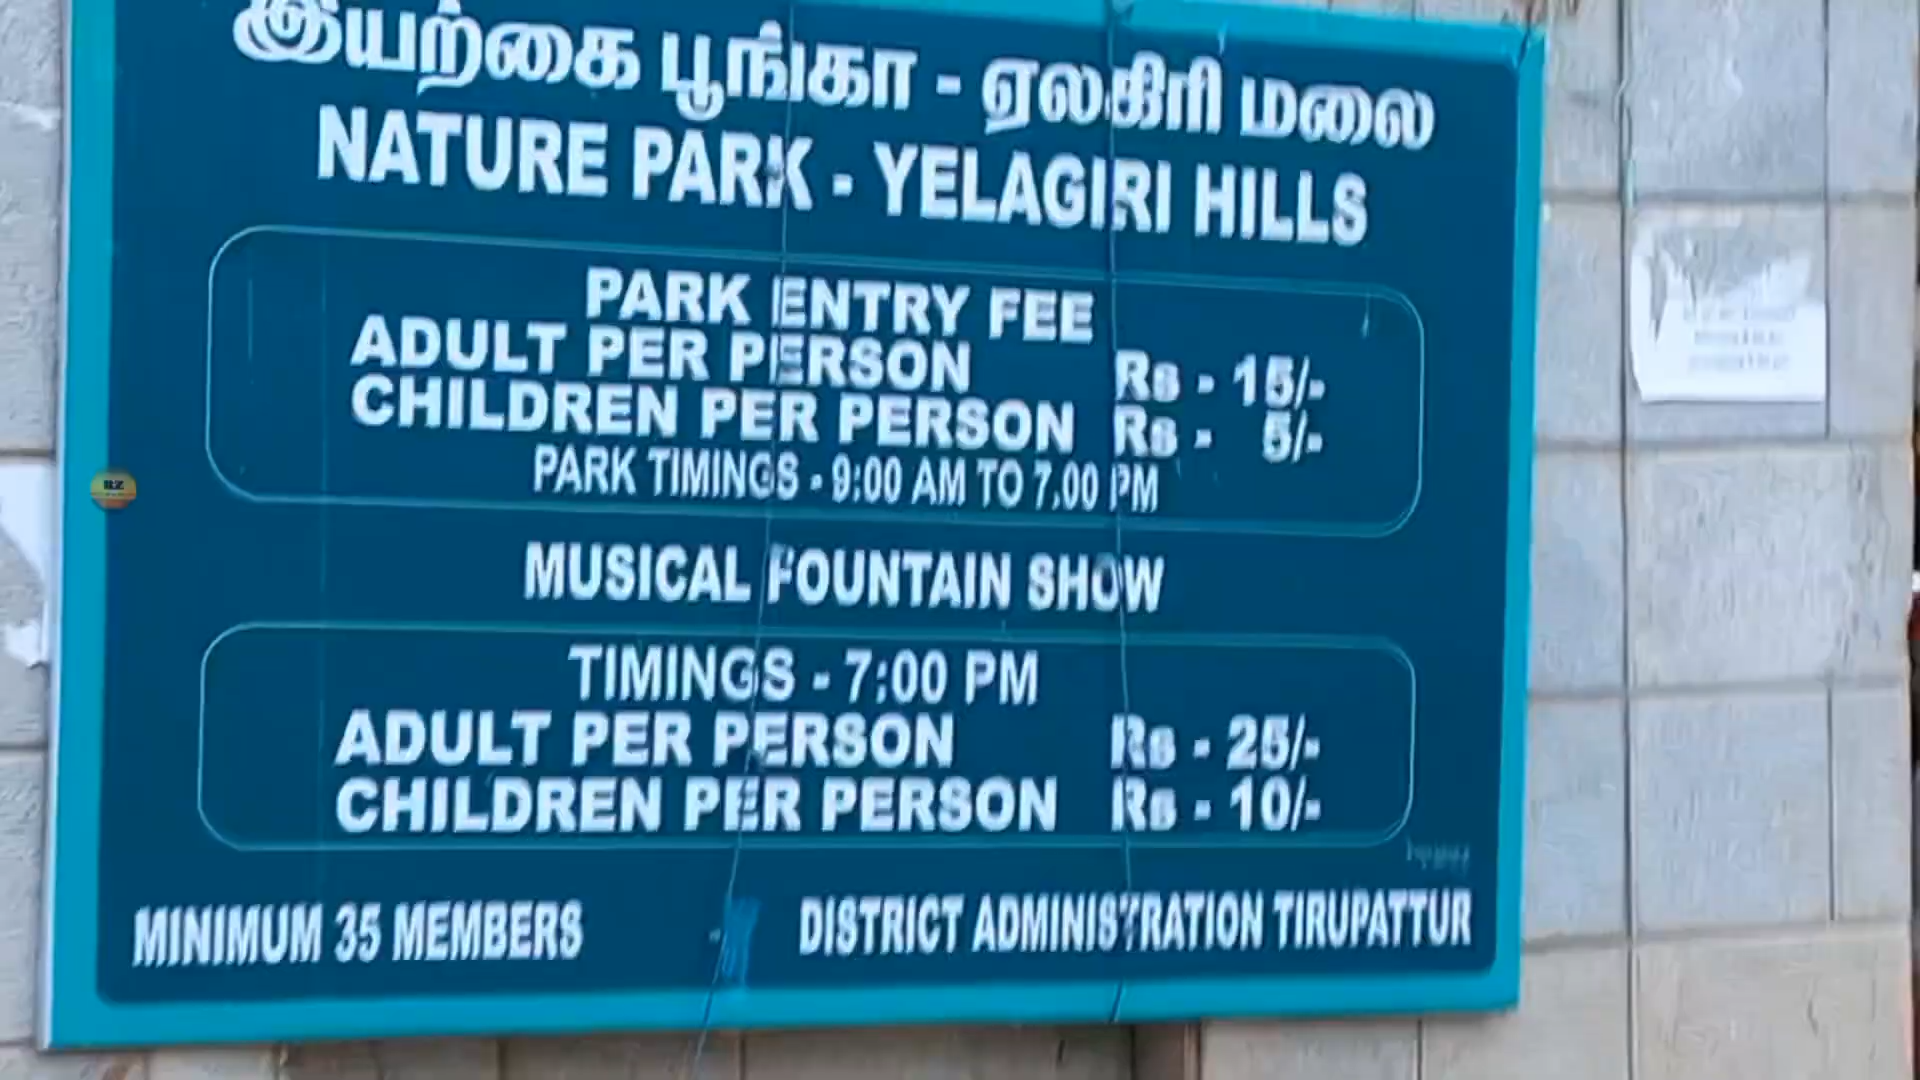 இயற்கை பூங்கா - ஏலகிரி மலை
NATURE PARK - YELAGIRI HILLS
PARK ENTRY FEE
ADULT PER PERSON Rs - 15/-
CHILDREN PER PERSON Rs - 5/-
PARK TIMINGS - 9:00 AM TO 7.00 PM
MUSICAL FOUNTAIN SHOW
TIMINGS - 7:00 PM
ADULT PER PERSON Rs - 25/-
CHILDREN PER PERSON Rs - 10/-
MINIMUM 35 MEMBERS
DISTRICT ADMINISTRATION TIRUPATTUR